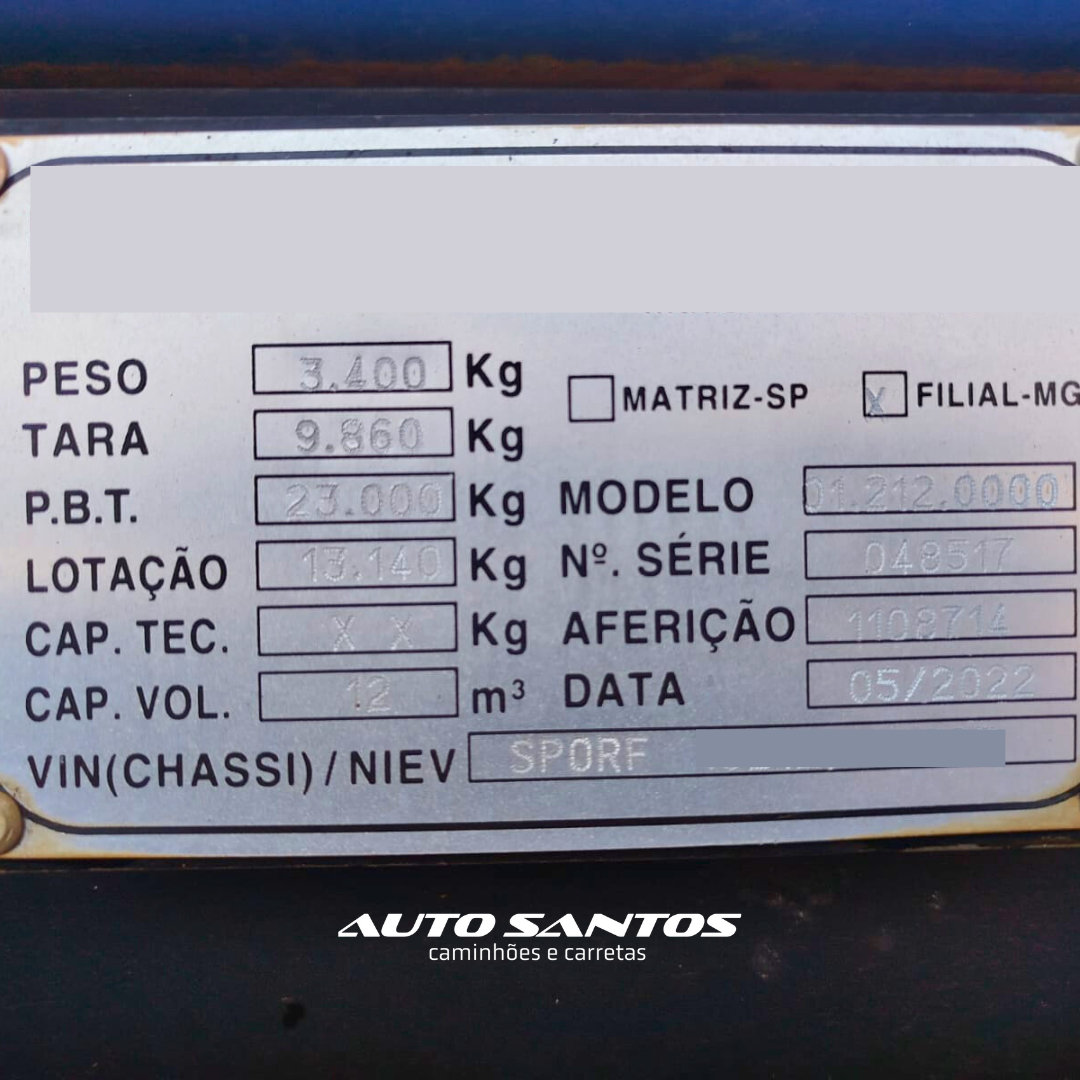 PESO 3.400 Kg
MATRIZ-SP X FILIAL-MG
TARA 9.860 Kg
P.B.T. 23.000 Kg MODELO 01.212.0000
LOTAÇÃO 13.140 Kg Nº. SÉRIE 048517
CAP. TEC. X X Kg AFERIÇÃO 1108714
CAP. VOL. 12 m³ DATA 05/2022
VIN(CHASSI)/NIEV SPORF
AUTO SANTOS
caminhões e carretas